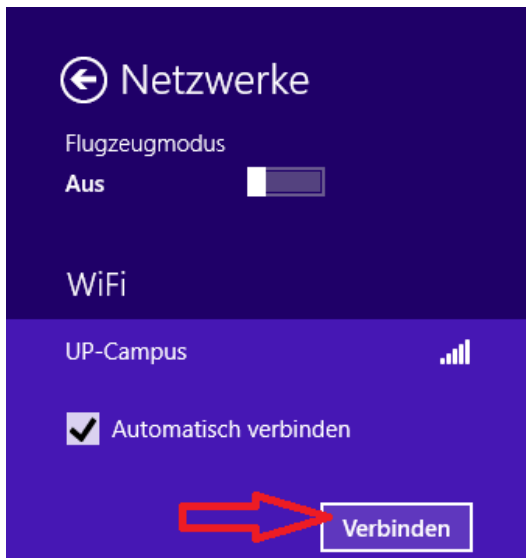 Netzwerke
Flugzeugmodus
Aus
WiFi
UP-Campus
Automatisch verbinden
Verbinden